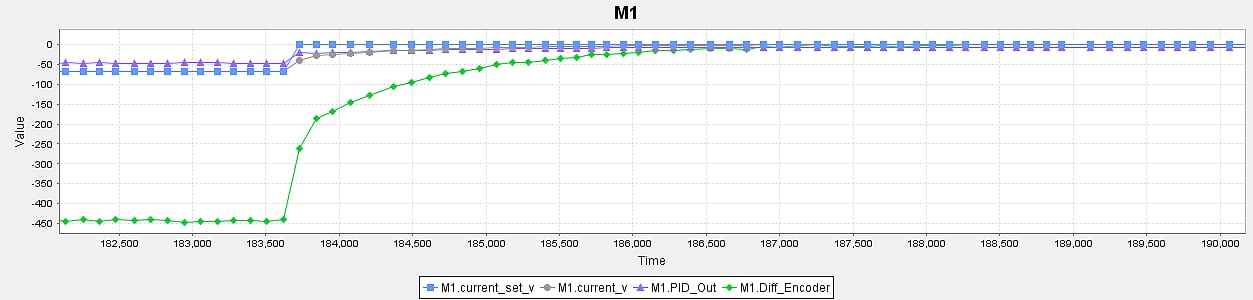 M1
0
-50
-100
-150
-200
-250
-300
-350
-400
-450
Value
182,500 183,000 183,500 184,000 184,500 185,000 185,500 186,000 186,500 187,000 187,500 188,000 188,500 189,000 189,500 190,000
Time
M1.current_set_v M1.current_v M1.PID_Out M1.Diff_Encoder